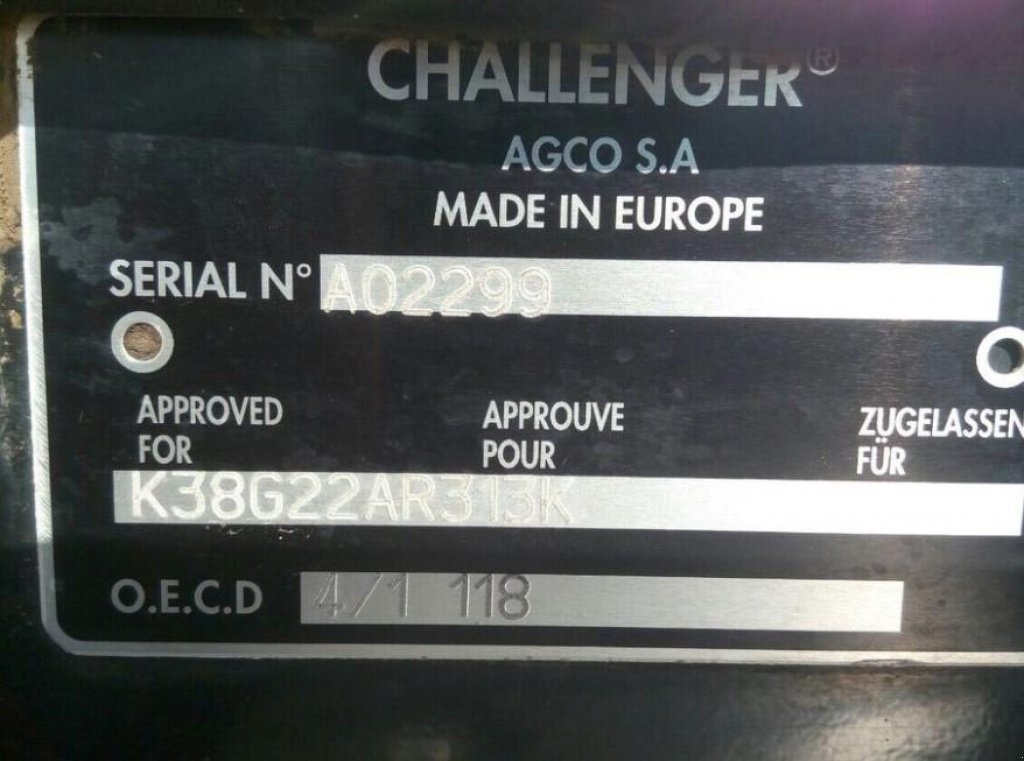 CHALLENGER®
AGCO S.A
MADE IN EUROPE
SERIAL N° A02299
APPROVED FOR APPROUVE POUR ZUGELASSEN FÜR
K38G22AR313K
O.E.C.D 4/1 118